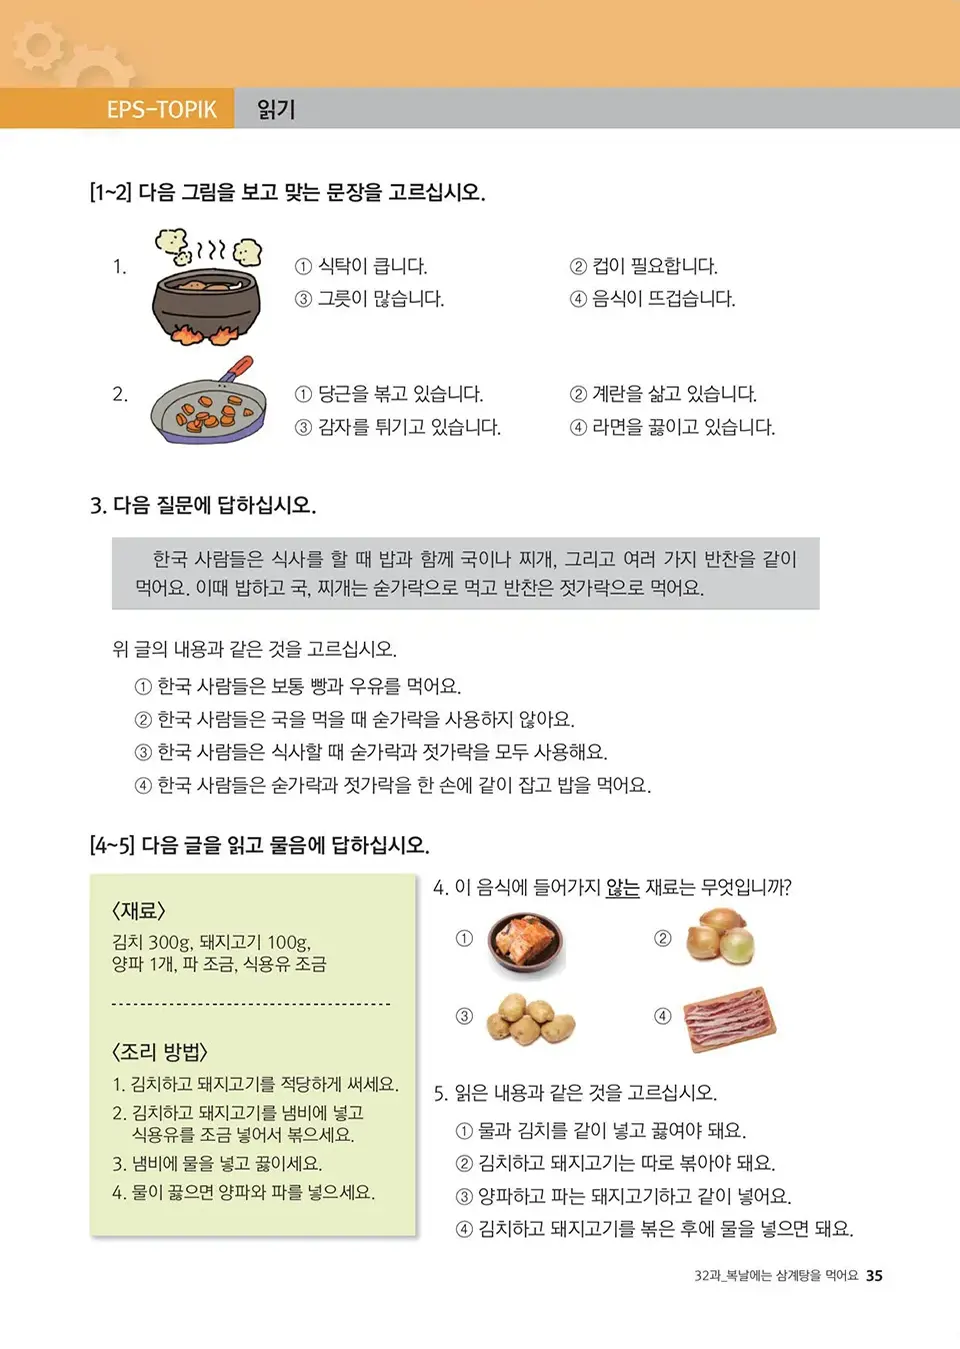 EPS-TOPIK 읽기
[1~2] 다음 그림을 보고 맞는 문장을 고르십시오.
1. ① 식탁이 큽니다. ② 컵이 필요합니다.
③ 그릇이 많습니다. ④ 음식이 뜨겁습니다.
2. ① 당근을 볶고 있습니다. ② 계란을 삶고 있습니다.
③ 감자를 튀기고 있습니다. ④ 라면을 끓이고 있습니다.
3. 다음 질문에 답하십시오.
한국 사람들은 식사를 할 때 밥과 함께 국이나 찌개, 그리고 여러 가지 반찬을 같이
먹어요. 이때 밥하고 국, 찌개는 숟가락으로 먹고 반찬은 젓가락으로 먹어요.
위 글의 내용과 같은 것을 고르십시오.
① 한국 사람들은 보통 빵과 우유를 먹어요.
② 한국 사람들은 국을 먹을 때 숟가락을 사용하지 않아요.
③ 한국 사람들은 식사할 때 숟가락과 젓가락을 모두 사용해요.
④ 한국 사람들은 숟가락과 젓가락을 한 손에 같이 잡고 밥을 먹어요.
[4~5] 다음 글을 읽고 물음에 답하십시오.
〈재료〉
김치 300g, 돼지고기 100g,
양파 1개, 파 조금, 식용유 조금
〈조리 방법〉
1. 김치하고 돼지고기를 적당하게 써세요.
2. 김치하고 돼지고기를 냄비에 넣고
식용유를 조금 넣어서 볶으세요.
3. 냄비에 물을 넣고 끓이세요.
4. 물이 끓으면 양파와 파를 넣으세요.
4. 이 음식에 들어가지 않는 재료는 무엇입니까?
① ②
③ ④
5. 읽은 내용과 같은 것을 고르십시오.
① 물과 김치를 같이 넣고 끓여야 돼요.
② 김치하고 돼지고기는 따로 볶아야 돼요.
③ 양파하고 파는 돼지고기하고 같이 넣어요.
④ 김치하고 돼지고기를 볶은 후에 물을 넣으면 돼요.
32과_복날에는 삼계탕을 먹어요 35